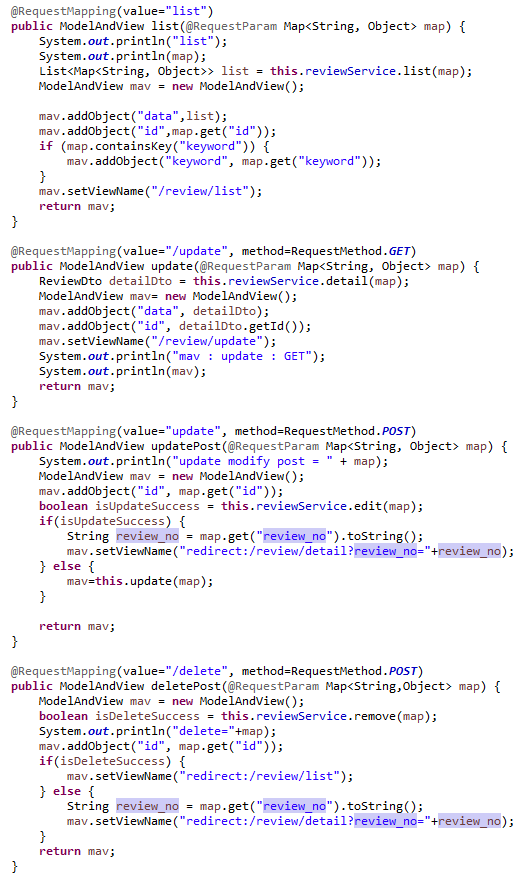 @RequestMapping(value="list")
public ModelAndView list(@RequestParam Map<String, Object> map) {
    System.out.println("list");
    System.out.println(map);
    List<Map<String, Object>> list = this.reviewService.list(map);
    ModelAndView mav = new ModelAndView();

    mav.addObject("data",list);
    mav.addObject("id",map.get("id"));
    if (map.containsKey("keyword")) {
        mav.addObject("keyword", map.get("keyword"));
    }
    mav.setViewName("/review/list");
    return mav;
}

@RequestMapping(value="/update", method=RequestMethod.GET)
public ModelAndView update(@RequestParam Map<String, Object> map) {
    ReviewDto detailDto = this.reviewService.detail(map);
    ModelAndView mav= new ModelAndView();
    mav.addObject("data", detailDto);
    mav.addObject("id", detailDto.getId());
    mav.setViewName("/review/update");
    System.out.println("mav : update : GET");
    System.out.println(mav);
    return mav;
}

@RequestMapping(value="update", method=RequestMethod.POST)
public ModelAndView updatePost(@RequestParam Map<String, Object> map) {
    System.out.println("update modify post = " + map);
    ModelAndView mav = new ModelAndView();
    mav.addObject("id", map.get("id"));
    boolean isUpdateSuccess = this.reviewService.edit(map);
    if(isUpdateSuccess) {
        String review_no = map.get("review_no").toString();
        mav.setViewName("redirect:/review/detail?review_no="+review_no);
    } else {
        mav=this.update(map);
    }

    return mav;
}

@RequestMapping(value="/delete", method=RequestMethod.POST)
public ModelAndView deletePost(@RequestParam Map<String,Object> map) {
    ModelAndView mav = new ModelAndView();
    boolean isDeleteSuccess = this.reviewService.remove(map);
    System.out.println("delete="+map);
    mav.addObject("id", map.get("id"));
    if(isDeleteSuccess) {
        mav.setViewName("redirect:/review/list");
    } else {
        String review_no = map.get("review_no").toString();
        mav.setViewName("redirect:/review/detail?review_no="+review_no);
    }
    return mav;
}